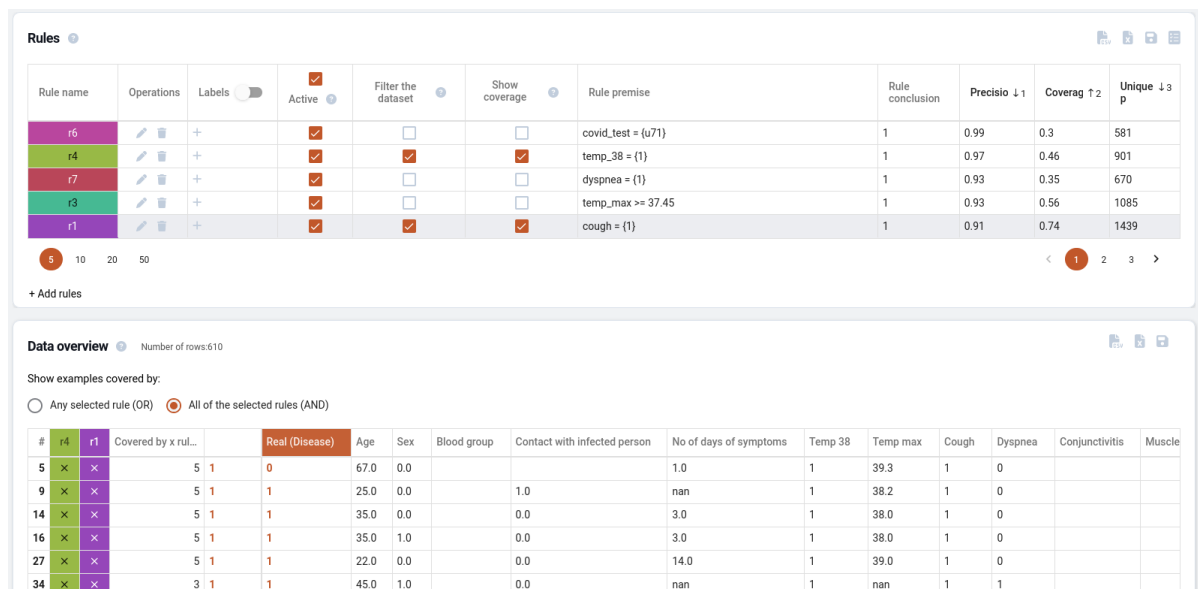 Rules
Rule name Operations Labels Active Filter the dataset Show coverage Rule premise Rule conclusion Precisio ↓1 Coverag ↑2 Unique p ↓3
r6 + covid_test = {u71} 1 0.99 0.3 581
r4 + temp_38 = {1} 1 0.97 0.46 901
r7 + dyspnea = {1} 1 0.93 0.35 670
r3 + temp_max >= 37.45 1 0.93 0.56 1085
r1 + cough = {1} 1 0.91 0.74 1439
5 10 20 50 < 1 2 3 >
+ Add rules
Data overview Number of rows:610
Show examples covered by:
Any selected rule (OR) All of the selected rules (AND)
# r4 r1 Covered by x rul... Real (Disease) Age Sex Blood group Contact with infected person No of days of symptoms Temp 38 Temp max Cough Dyspnea Conjunctivitis Muscle
5 × × 5 1 0 67.0 0.0 1.0 1 39.3 1 0
9 × × 5 1 1 25.0 0.0 1.0 nan 1 38.2 1 0
14 × × 5 1 1 35.0 0.0 0.0 3.0 1 38.0 1 0
16 × × 5 1 1 35.0 1.0 0.0 3.0 1 38.0 1 0
27 × × 5 1 1 22.0 0.0 0.0 14.0 1 39.0 1 0
34 × × 3 1 1 45.0 1.0 0.0 nan 1 nan 1 1